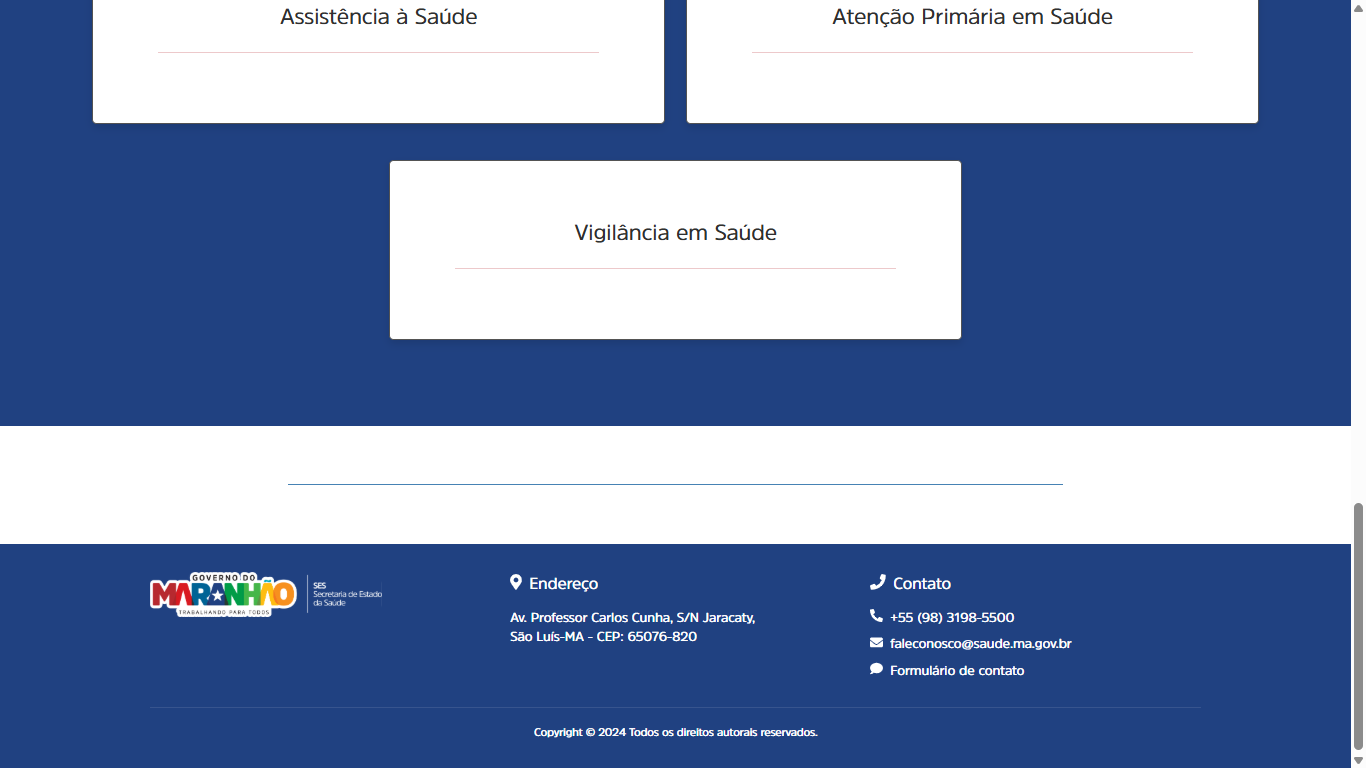 Assistência à Saúde
Atenção Primária em Saúde
Vigilância em Saúde
GOVERNO DO
MARANHÃO
TRABALHANDO PARA TODOS
SES
Secretaria de Estado
da Saúde
Endereço
Av. Professor Carlos Cunha, S/N Jaracaty,
São Luís-MA - CEP: 65076-820
Contato
+55 (98) 3198-5500
faleconosco@saude.ma.gov.br
Formulário de contato
Copyright © 2024 Todos os direitos autorais reservados.